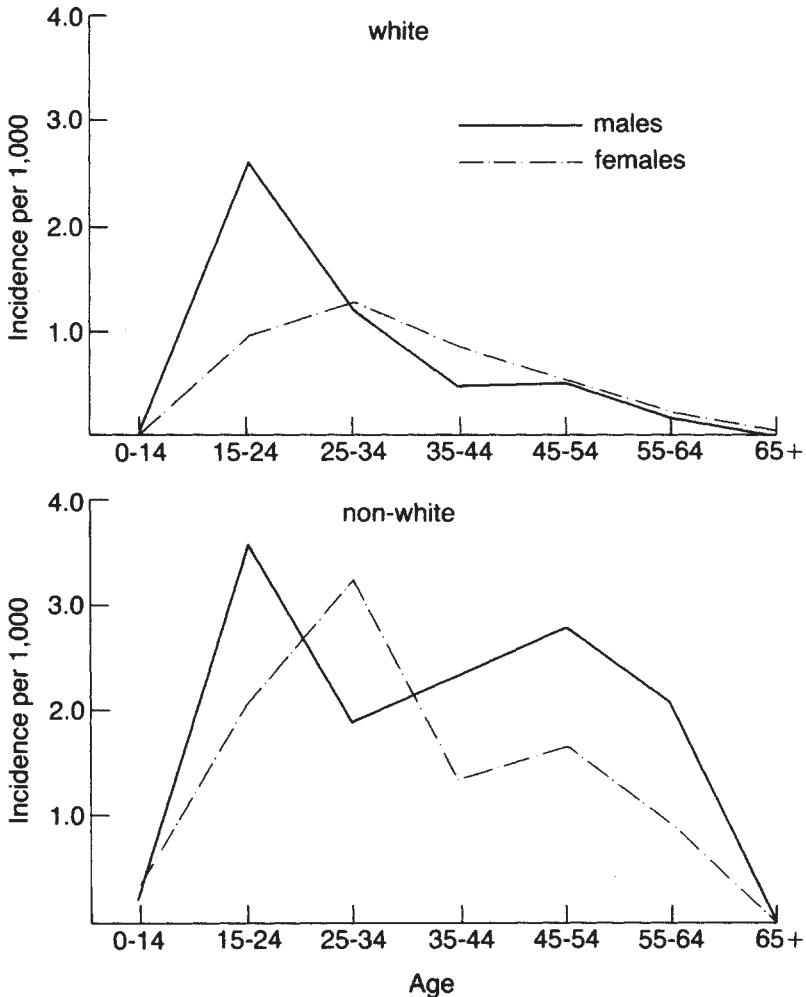 4.0
white
3.0
males
females
2.0
1.0
Incidence per 1,000
0-14 15-24 25-34 35-44 45-54 55-64 65+
4.0
non-white
3.0
2.0
1.0
Incidence per 1,000
0-14 15-24 25-34 35-44 45-54 55-64 65+
Age